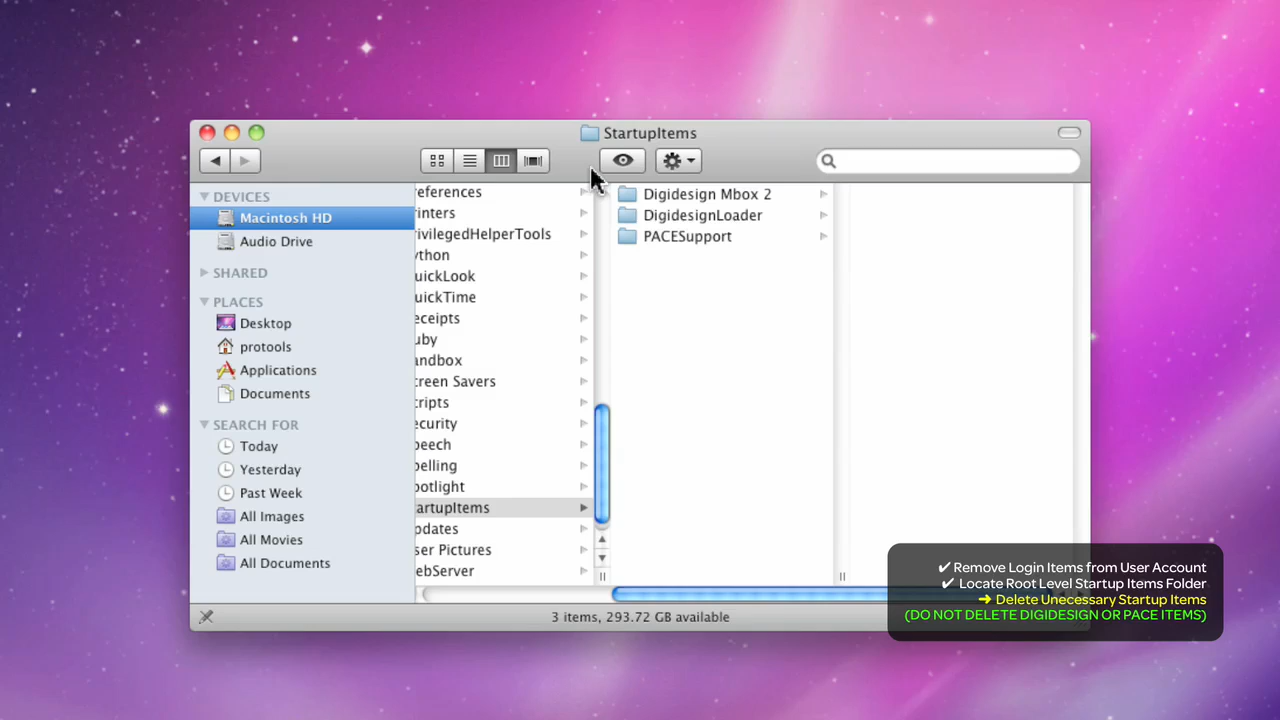 StartupItems
DEVICES
Macintosh HD
Audio Drive
SHARED
PLACES
Desktop
protools
Applications
Documents
SEARCH FOR
Today
Yesterday
Past Week
All Images
All Movies
All Documents
eferences
rinters
rivilegedHelperTools
ython
uickLook
uickTime
eceipts
uby
andbox
creen Savers
cripts
ecurity
peech
pelling
potlight
artupItems
pdates
ser Pictures
ebServer
Digidesign Mbox 2
DigidesignLoader
PACESupport
3 items, 293.72 GB available
✔ Remove Login Items from User Account
✔ Locate Root Level Startup Items Folder
➜ Delete Unecessary Startup Items
(DO NOT DELETE DIGIDESIGN OR PACE ITEMS)